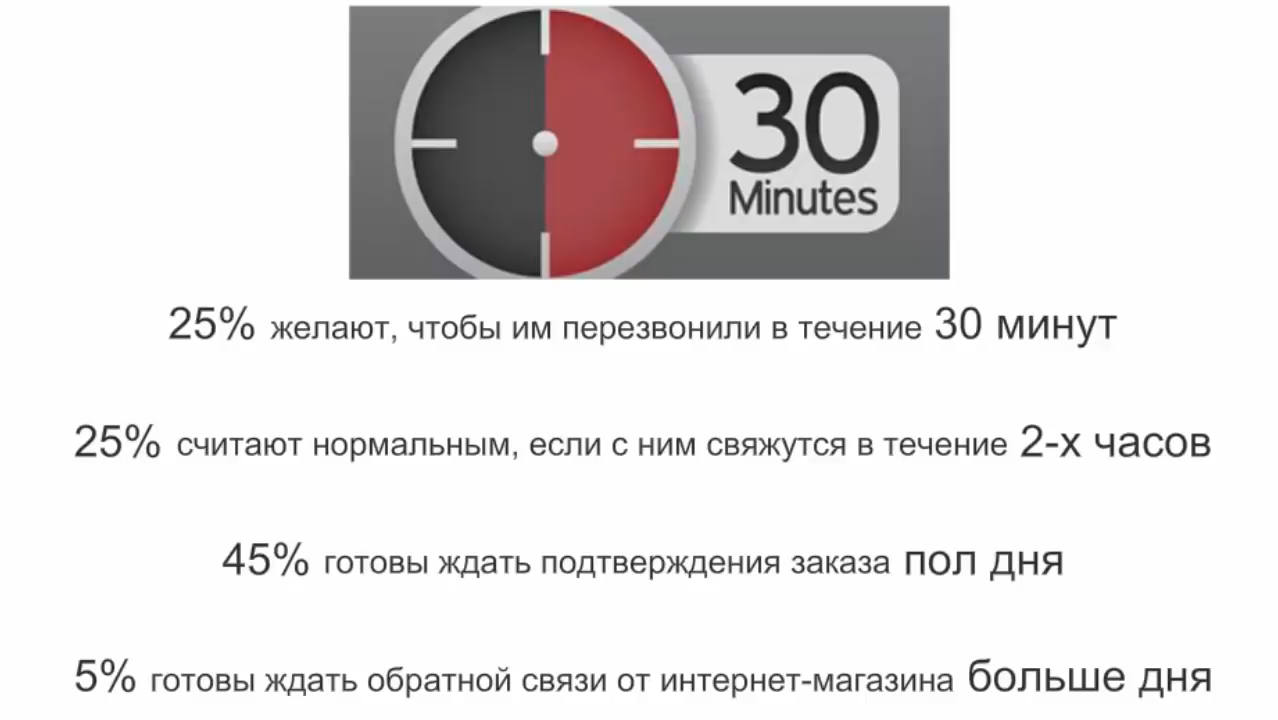 30
Minutes
25% желают, чтобы им перезвонили в течение 30 минут
25% считают нормальным, если с ним свяжутся в течение 2-х часов
45% готовы ждать подтверждения заказа пол дня
5% готовы ждать обратной связи от интернет-магазина больше дня